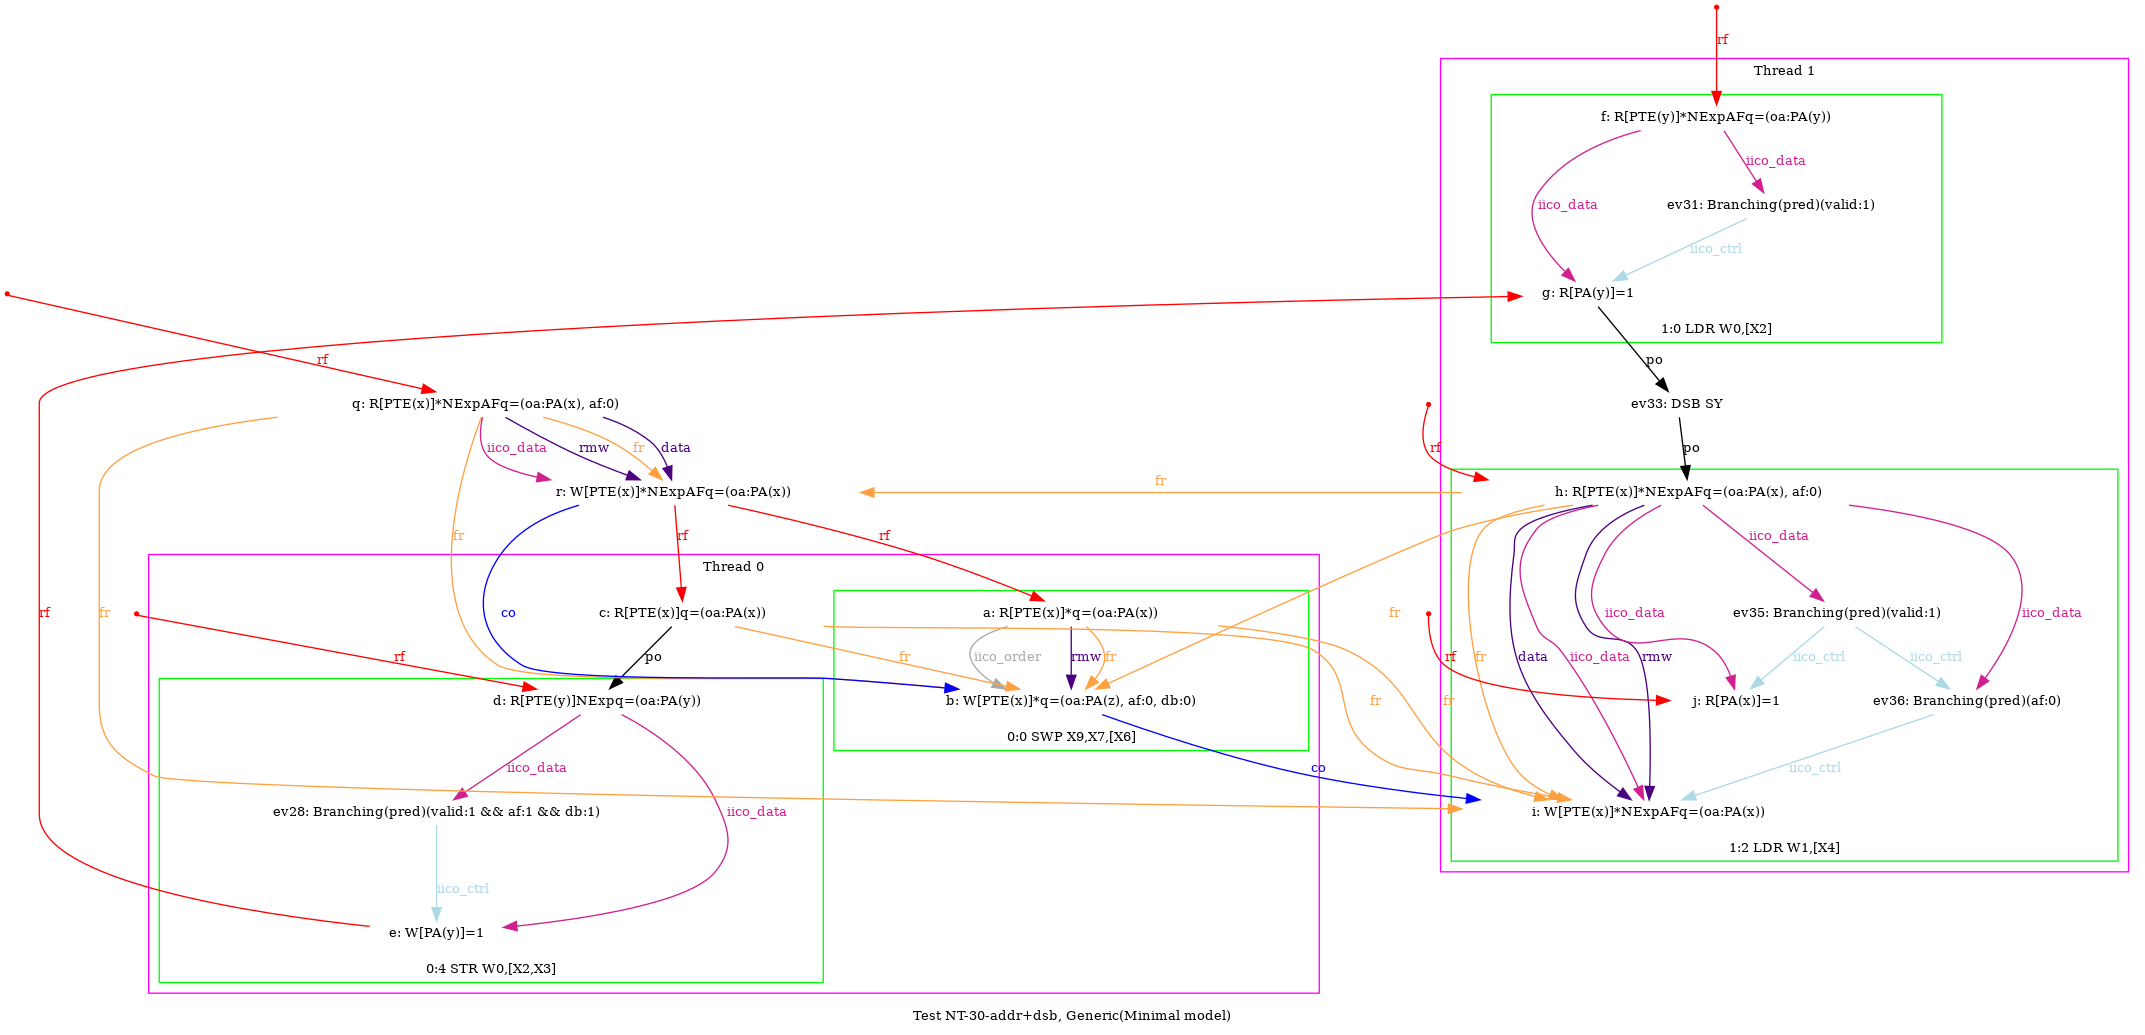 rf
Thread 1
f: R[PTE(y)]*NExpAFq=(oa:PA(y))
iico_data
iico_data
ev31: Branching(pred)(valid:1)
iico_ctrl
g: R[PA(y)]=1
1:0 LDR W0,[X2]
rf
po
q: R[PTE(x)]*NExpAFq=(oa:PA(x), af:0)
ev33: DSB SY
iico_data
rmw
fr
data
rf
po
fr
r: W[PTE(x)]*NExpAFq=(oa:PA(x))
h: R[PTE(x)]*NExpAFq=(oa:PA(x), af:0)
fr
rf
rf
iico_data
Thread 0
rf
fr
co
c: R[PTE(x)]q=(oa:PA(x))
a: R[PTE(x)]*q=(oa:PA(x))
fr
iico_data
ev35: Branching(pred)(valid:1)
iico_data
rf
po
fr
iico_order
rmw
fr
rf
fr
data
iico_data
rmw
iico_ctrl
iico_ctrl
d: R[PTE(y)]NExpq=(oa:PA(y))
b: W[PTE(x)]*q=(oa:PA(z), af:0, db:0)
fr
fr
j: R[PA(x)]=1
ev36: Branching(pred)(af:0)
0:0 SWP X9,X7,[X6]
iico_data
co
iico_ctrl
ev28: Branching(pred)(valid:1 && af:1 && db:1)
iico_data
i: W[PTE(x)]*NExpAFq=(oa:PA(x))
1:2 LDR W1,[X4]
iico_ctrl
e: W[PA(y)]=1
0:4 STR W0,[X2,X3]
Test NT-30-addr+dsb, Generic(Minimal model)